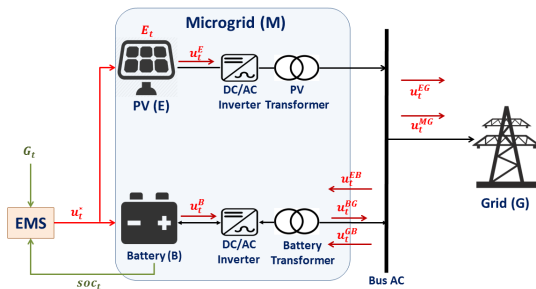 Microgrid (M)
E_t
u_t^E
DC/AC
Inverter
PV
Transformer
PV (E)
u_t^{EG}
u_t^{MG}
G_t
Grid (G)
u_t^{EB}
EMS
u_t^*
u_t^B
u_t^{BG}
u_t^{GB}
Battery (B)
DC/AC
Inverter
Battery
Transformer
Bus AC
soc_t